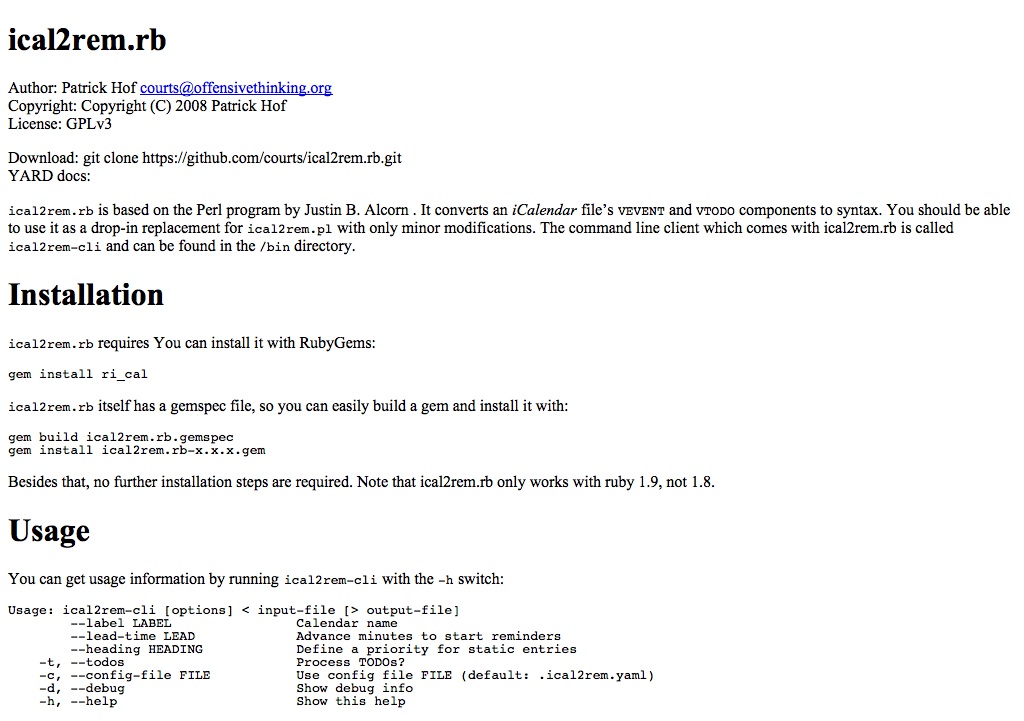 ical2rem.rb
Author: Patrick Hof courts@offensivethinking.org
Copyright: Copyright (C) 2008 Patrick Hof
License: GPLv3
Download: git clone https://github.com/courts/ical2rem.rb.git
YARD docs:
ical2rem.rb is based on the Perl program by Justin B. Alcorn . It converts an iCalendar file’s VEVENT and VTODO components to syntax. You should be able
to use it as a drop-in replacement for ical2rem.pl with only minor modifications. The command line client which comes with ical2rem.rb is called
ical2rem-cli and can be found in the /bin directory.
Installation
ical2rem.rb requires You can install it with RubyGems:
gem install ri_cal
ical2rem.rb itself has a gemspec file, so you can easily build a gem and install it with:
gem build ical2rem.rb.gemspec
gem install ical2rem.rb-x.x.x.gem
Besides that, no further installation steps are required. Note that ical2rem.rb only works with ruby 1.9, not 1.8.
Usage
You can get usage information by running ical2rem-cli with the -h switch:
Usage: ical2rem-cli [options] < input-file [> output-file]
        --label LABEL                Calendar name
        --lead-time LEAD             Advance minutes to start reminders
        --heading HEADING            Define a priority for static entries
    -t, --todos                      Process TODOs?
    -c, --config-file FILE           Use config file FILE (default: .ical2rem.yaml)
    -d, --debug                      Show debug info
    -h, --help                       Show this help